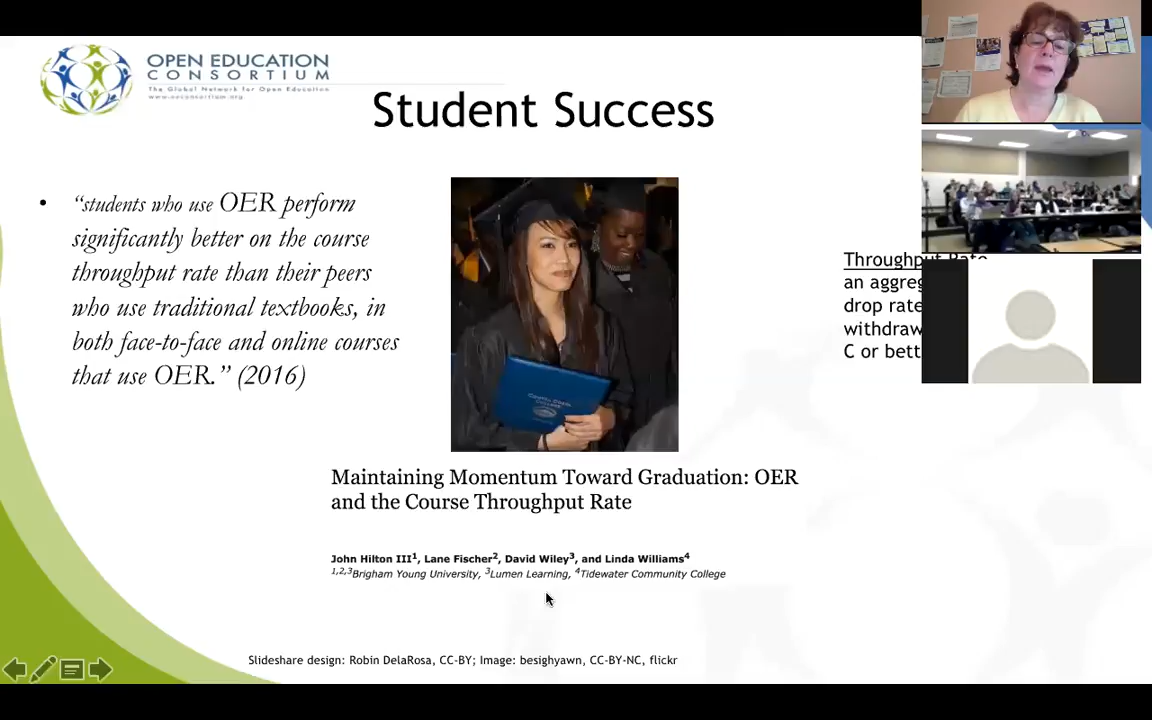 OPEN EDUCATION
CONSORTIUM
The Global Network for Open Education
www.oeconsortium.org
Student Success
• “students who use OER perform
significantly better on the course
throughput rate than their peers
who use traditional textbooks, in
both face-to-face and online courses
that use OER.” (2016)
Throughput Rate
an aggreg
drop rate
withdraw
C or bett
Maintaining Momentum Toward Graduation: OER
and the Course Throughput Rate
John Hilton III1, Lane Fischer2, David Wiley3, and Linda Williams4
1,2,3Brigham Young University, 3Lumen Learning, 4Tidewater Community College
Slideshare design: Robin DelaRosa, CC-BY; Image: besighyawn, CC-BY-NC, flickr